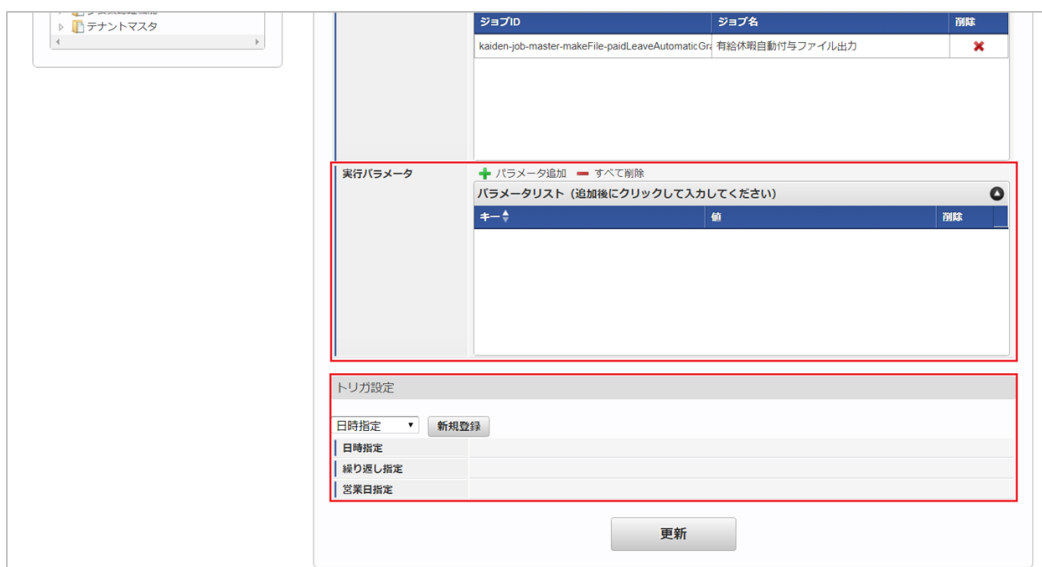 テナントマスタ
ジョブID ジョブ名 削除
kaiden-job-master-makeFile-paidLeaveAutomaticGra 有給休暇自動付与ファイル出力
実行パラメータ
パラメータ追加 すべて削除
パラメータリスト（追加後にクリックして入力してください）
キー 値 削除
トリガ設定
日時指定 新規登録
日時指定
繰り返し指定
営業日指定
更新